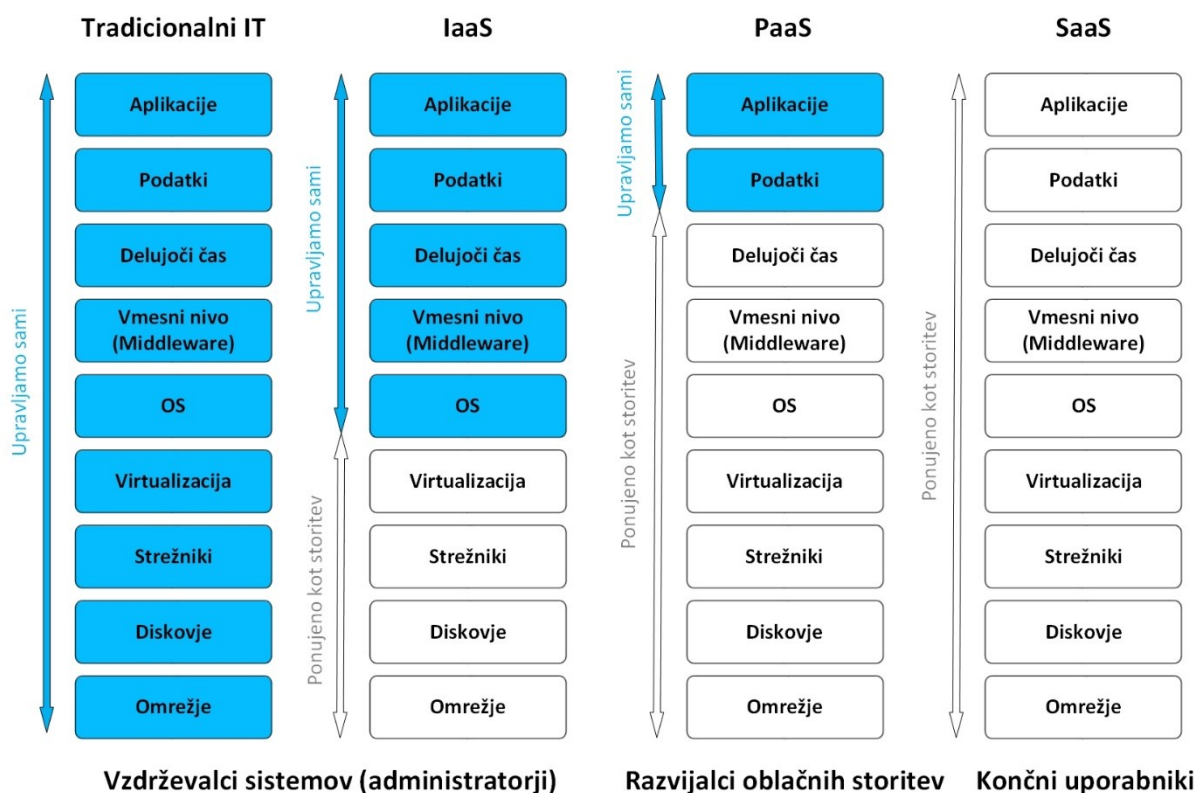 Tradicionalni IT
Upravljamo sami
Aplikacije
Podatki
Delujoči čas
Vmesni nivo
(Middleware)
OS
Virtualizacija
Strežniki
Diskovje
Omrežje
IaaS
Upravljamo sami
Ponujeno kot storitev
Aplikacije
Podatki
Delujoči čas
Vmesni nivo
(Middleware)
OS
Virtualizacija
Strežniki
Diskovje
Omrežje
Vzdrževalci sistemov (administratorji)
PaaS
Upravljamo sami
Ponujeno kot storitev
Aplikacije
Podatki
Delujoči čas
Vmesni nivo
(Middleware)
OS
Virtualizacija
Strežniki
Diskovje
Omrežje
Razvijalci oblačnih storitev
SaaS
Ponujeno kot storitev
Aplikacije
Podatki
Delujoči čas
Vmesni nivo
(Middleware)
OS
Virtualizacija
Strežniki
Diskovje
Omrežje
Končni uporabniki